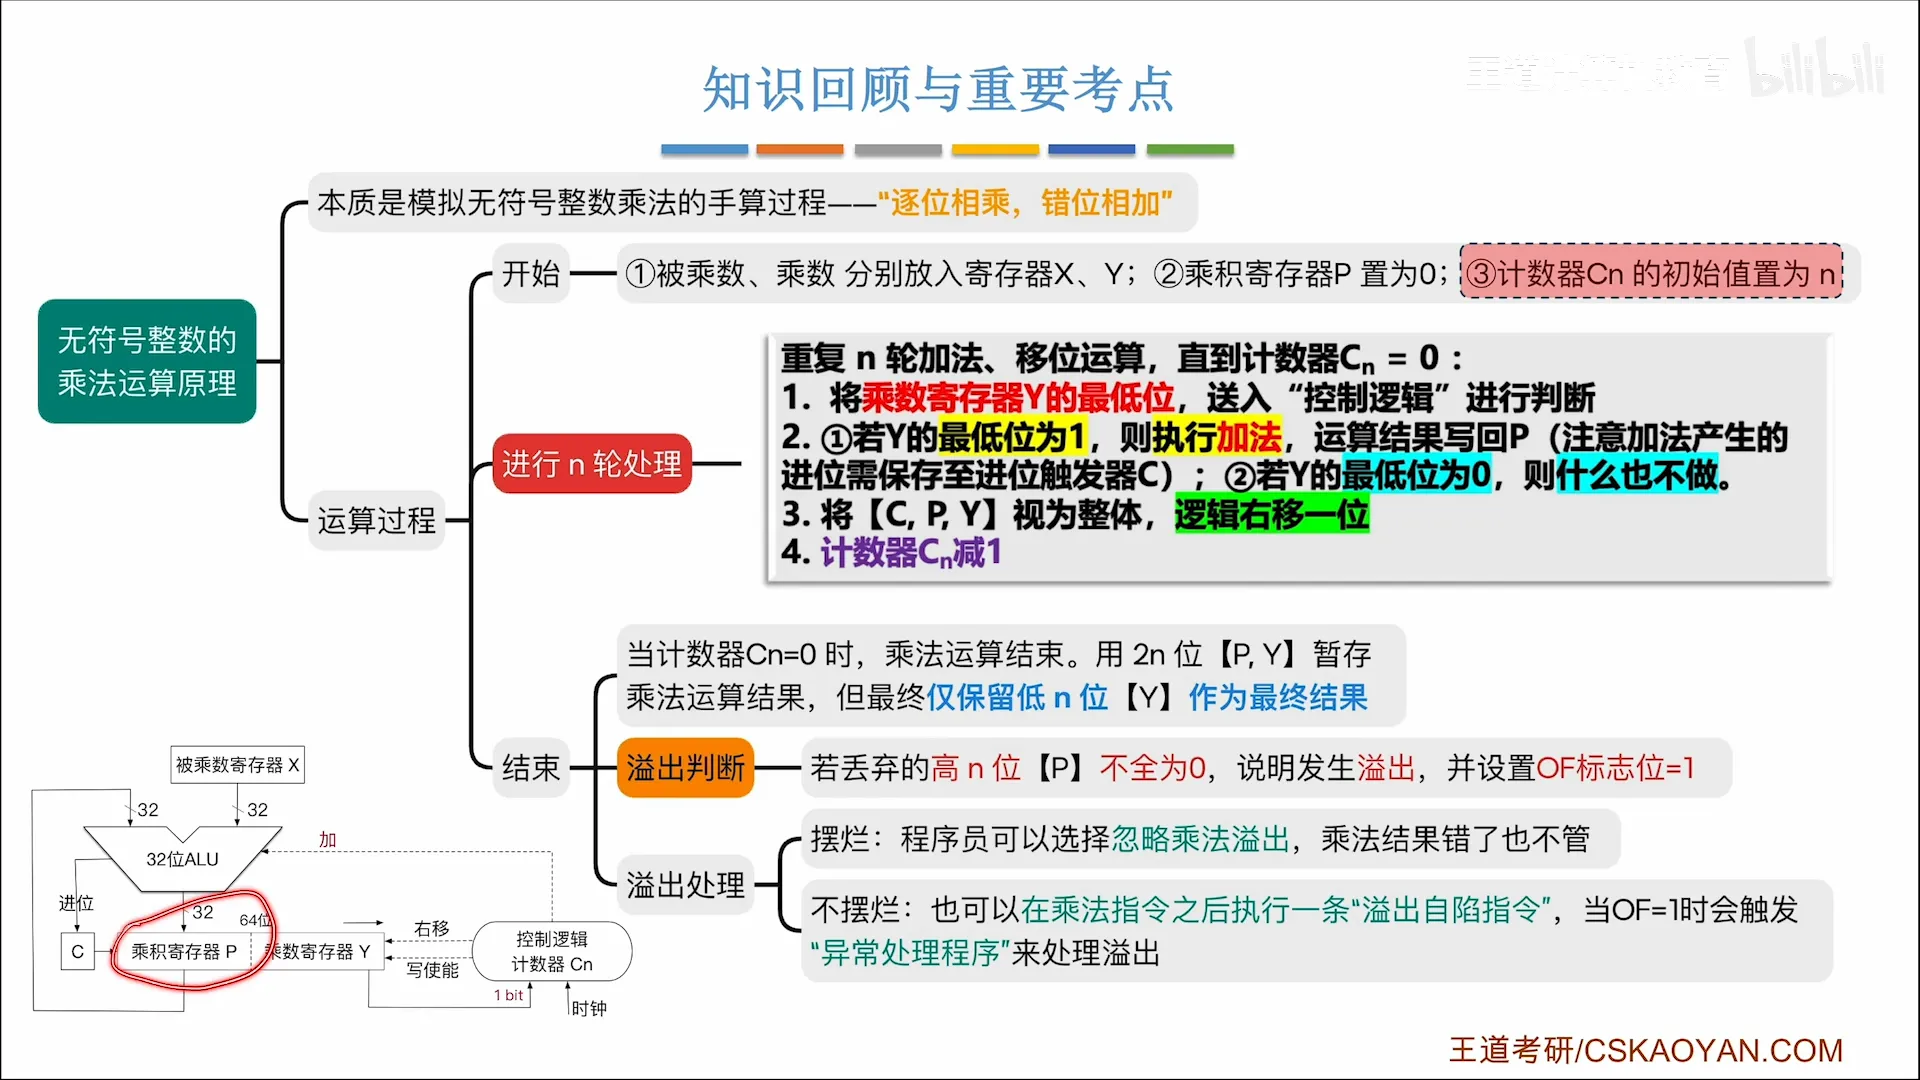 知识回顾与重要考点
bilibili
本质是模拟无符号整数乘法的手算过程——“逐位相乘，错位相加”
开始
①被乘数、乘数 分别放入寄存器X、Y；②乘积寄存器P 置为0；③计数器Cn 的初始值置为 n
无符号整数的
乘法运算原理
运算过程
进行 n 轮处理
重复 n 轮加法、移位运算，直到计数器Cn = 0：
1. 将乘数寄存器Y的最低位，送入“控制逻辑”进行判断
2. ①若Y的最低位为1，则执行加法，运算结果写回P（注意加法产生的
进位需保存至进位触发器C）；②若Y的最低位为0，则什么也不做。
3. 将【C, P, Y】视为整体，逻辑右移一位
4. 计数器Cn减1
结束
当计数器Cn=0 时，乘法运算结束。用 2n 位【P, Y】暂存
乘法运算结果，但最终仅保留低 n 位【Y】作为最终结果
溢出判断
若丢弃的高 n 位【P】不全为0，说明发生溢出，并设置OF标志位=1
溢出处理
摆烂：程序员可以选择忽略乘法溢出，乘法结果错了也不管
不摆烂：也可以在乘法指令之后执行一条“溢出自陷指令”，当OF=1时会触发
“异常处理程序”来处理溢出
被乘数寄存器 X
32
32
32位ALU
加
进位
32
64位
C
乘积寄存器 P
乘数寄存器 Y
右移
写使能
控制逻辑
计数器 Cn
1 bit
时钟
王道考研/CSKAOYAN.COM